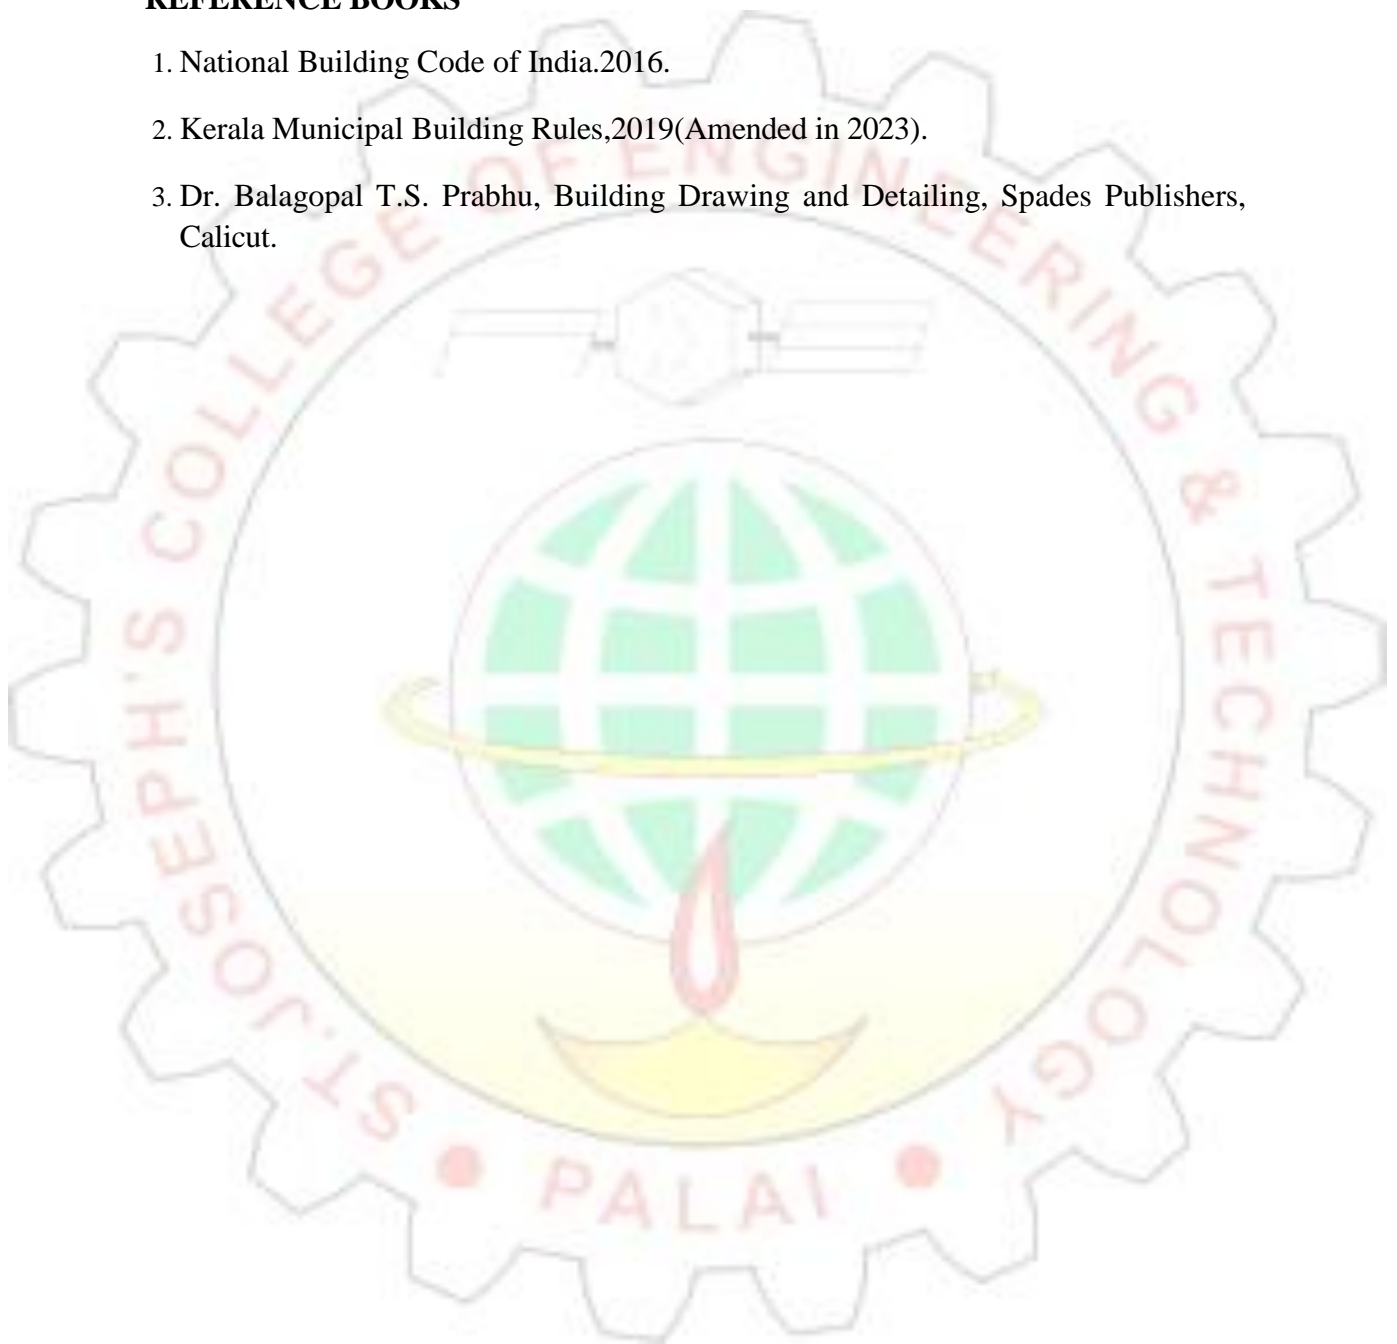 REFERENCE BOOKS
1. National Building Code of India.2016.
2. Kerala Municipal Building Rules,2019(Amended in 2023).
3. Dr. Balagopal T.S. Prabhu, Building Drawing and Detailing, Spades Publishers,
Calicut.
ST.JOSEPH'S COLLEGE OF ENGINEERING & TECHNOLOGY
● PALAI ●